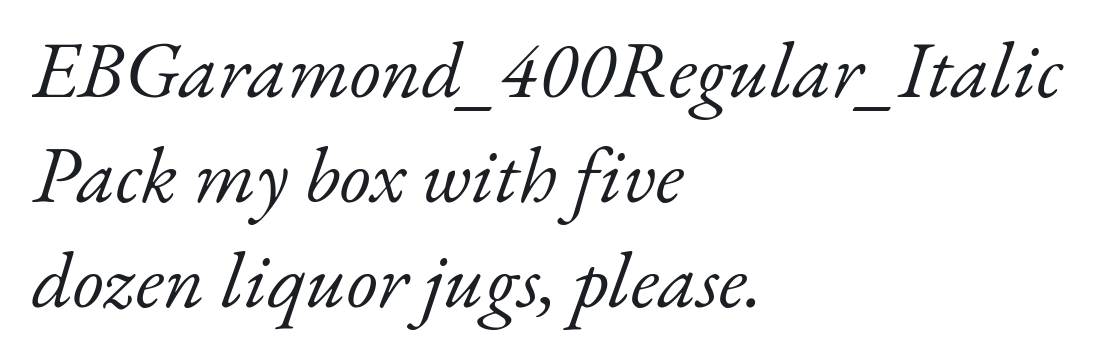 EBGaramond_400Regular_Italic
Pack my box with five
dozen liquor jugs, please.